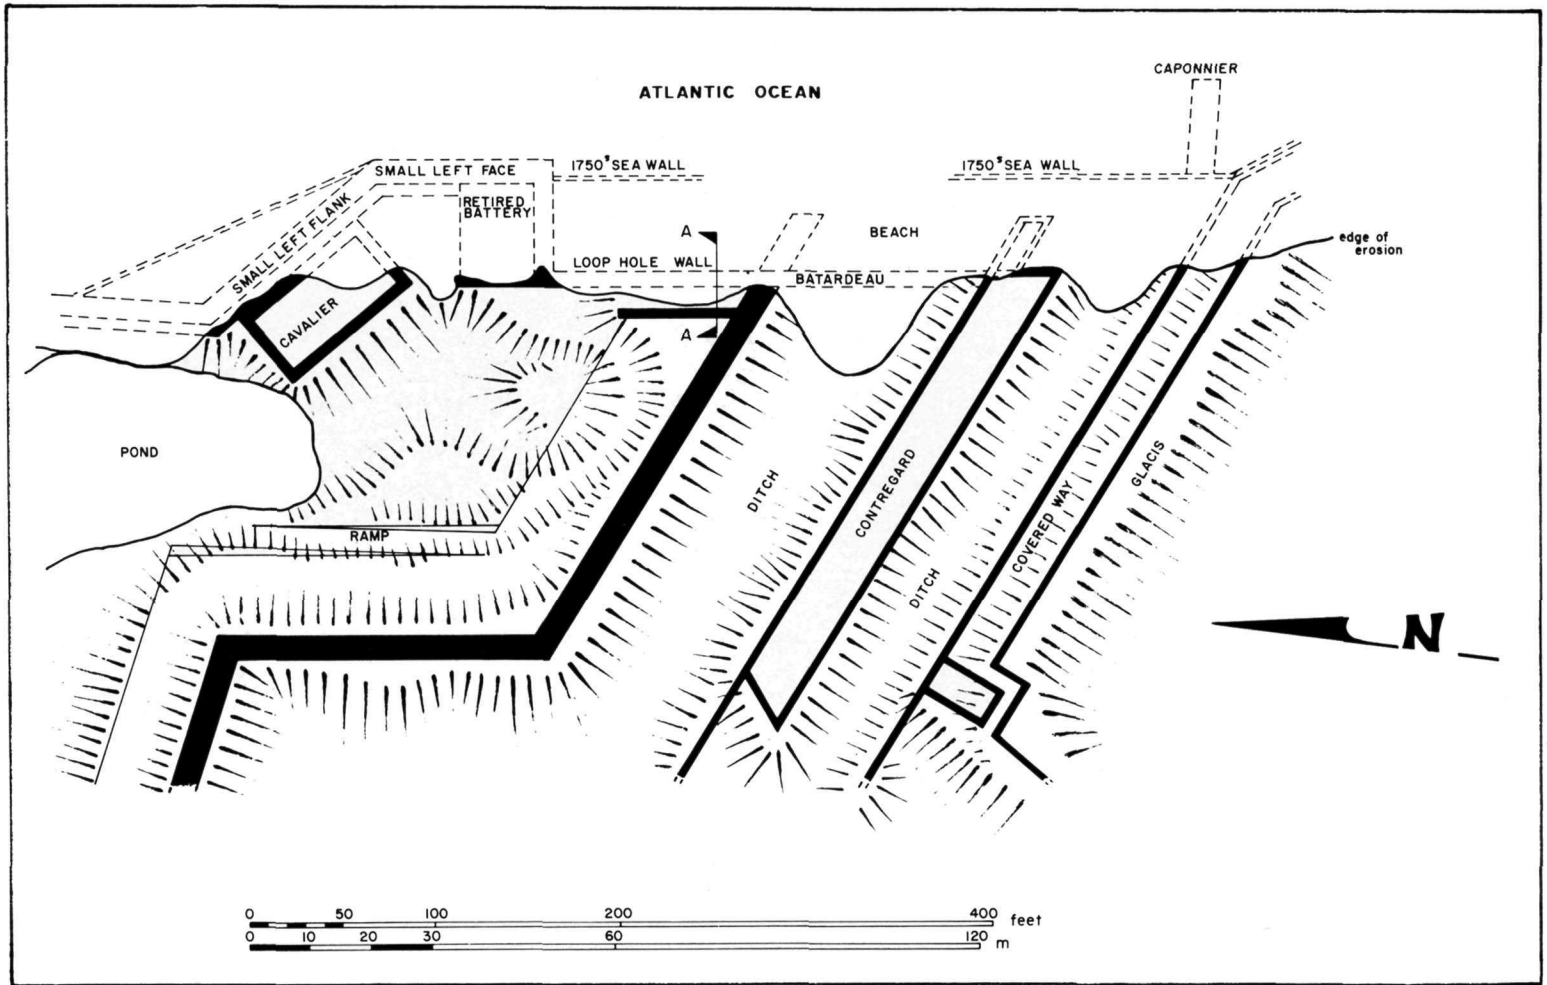 CAPONNIER
ATLANTIC OCEAN
SMALL LEFT FACE
1750ˢ SEA WALL
1750ˢ SEA WALL
SMALL LEFT FLANK
RETIRED
BATTERY
A
BEACH
edge of
erosion
LOOP HOLE WALL
BATARDEAU
CAVALIER
A
POND
DITCH
CONTREGARD
GLACIS
COVERED WAY
RAMP
DITCH
N
0 50 100 200 400 feet
0 10 20 30 60 120 m